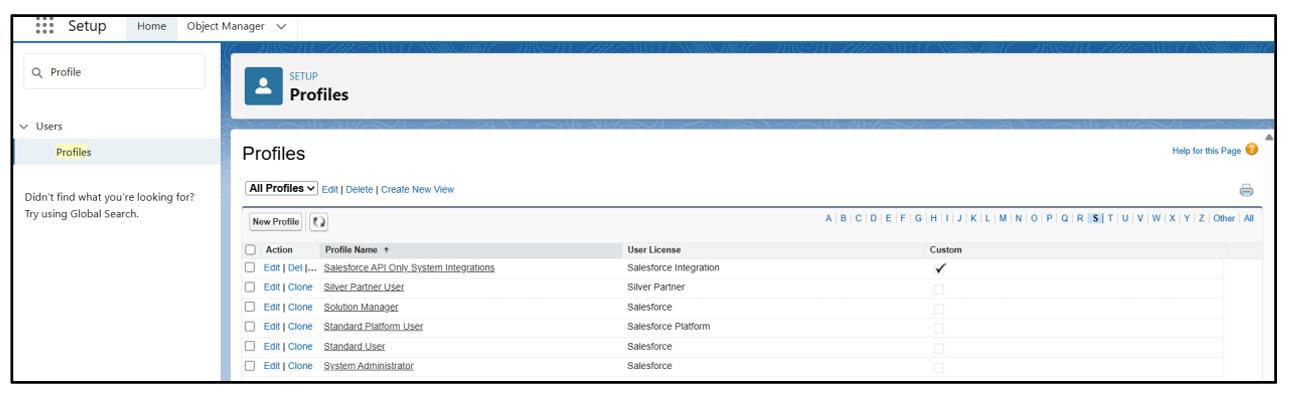 Setup Home Object Manager
Profile
SETUP
Profiles
Users
Profiles
Didn't find what you're looking for?
Try using Global Search.
Profiles
Help for this Page ?
All Profiles Edit | Delete | Create New View
New Profile
A | B | C | D | E | F | G | H | I | J | K | L | M | N | O | P | Q | R | S | T | U | V | W | X | Y | Z | Other | All
Action Profile Name ↑ User License Custom
Edit | Del |... Salesforce API Only System Integrations Salesforce Integration ✓
Edit | Clone Silver Partner User Silver Partner
Edit | Clone Solution Manager Salesforce
Edit | Clone Standard Platform User Salesforce Platform
Edit | Clone Standard User Salesforce
Edit | Clone System Administrator Salesforce